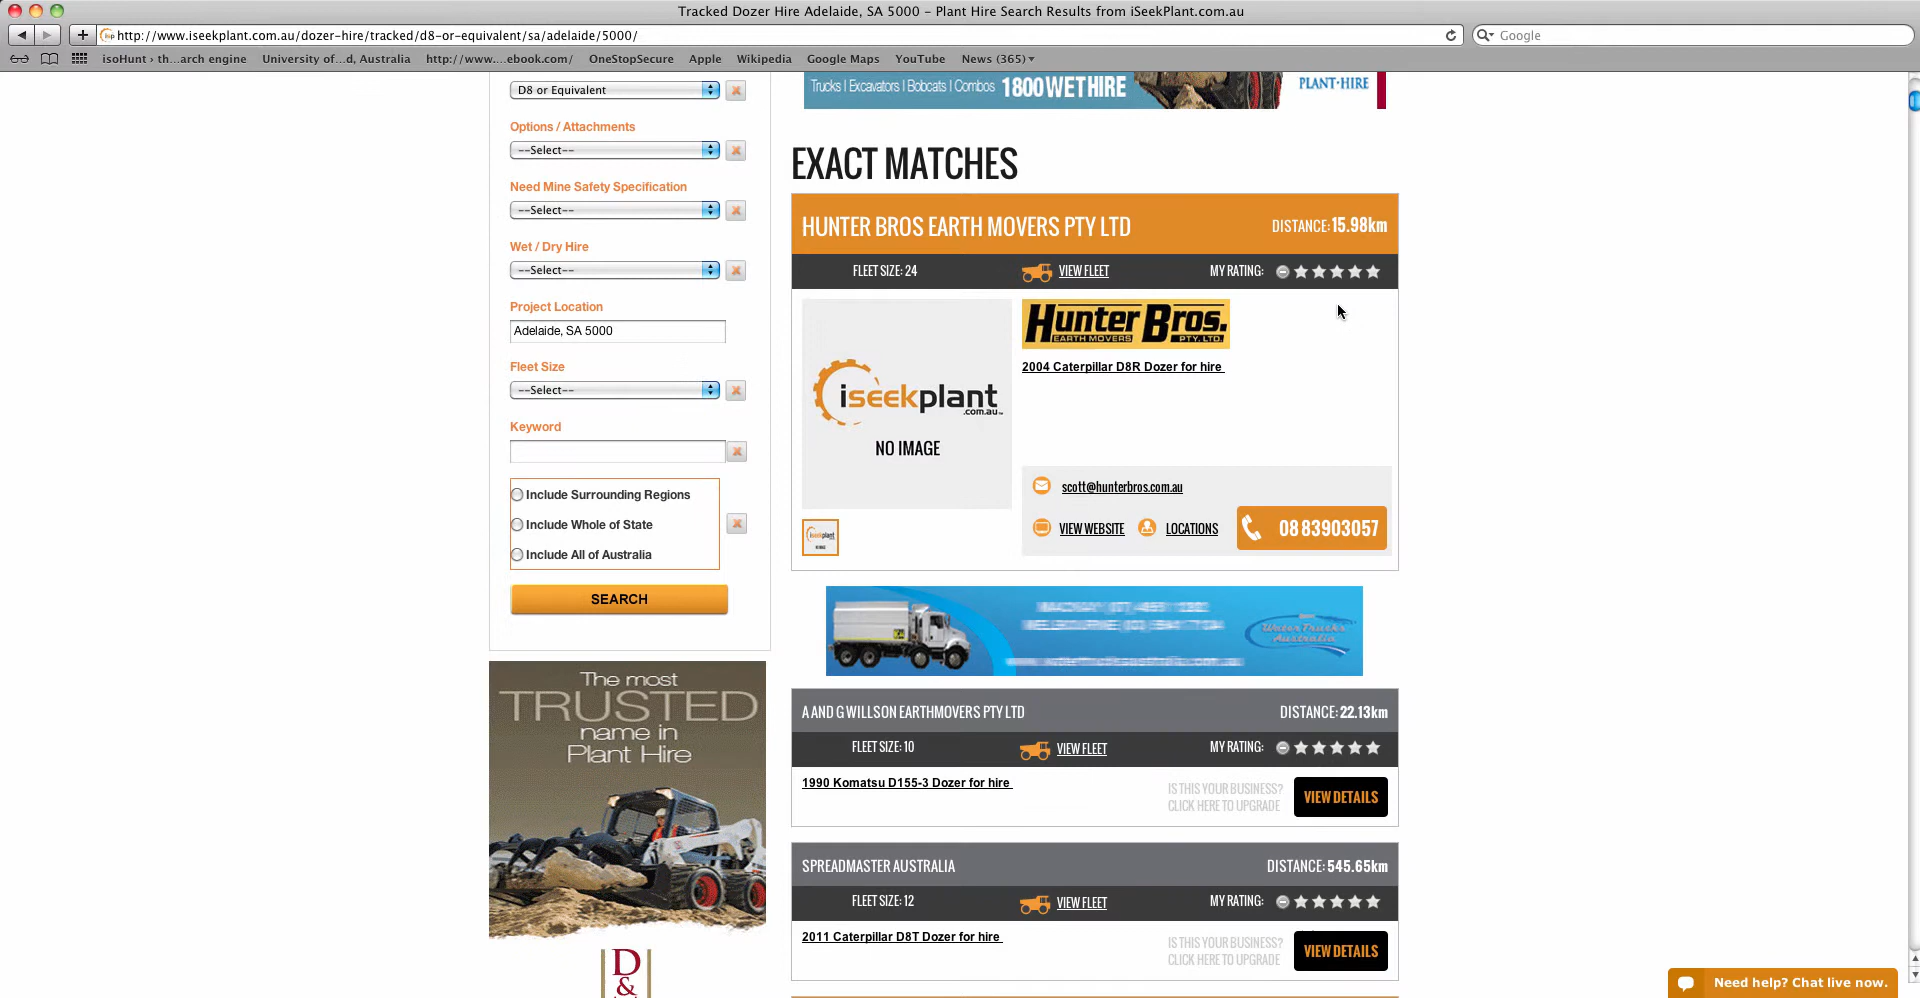 Tracked Dozer Hire Adelaide, SA 5000 – Plant Hire Search Results from iSeekPlant.com.au
http://www.iseekplant.com.au/dozer-hire/tracked/d8-or-equivalent/sa/adelaide/5000/
Google
isoHunt › th...arch engine University of...d, Australia http://www....ebook.com/ OneStopSecure Apple Wikipedia Google Maps YouTube News (365)
D8 or Equivalent
Options / Attachments
--Select--
Need Mine Safety Specification
--Select--
Wet / Dry Hire
--Select--
Project Location
Adelaide, SA 5000
Fleet Size
--Select--
Keyword
Include Surrounding Regions
Include Whole of State
Include All of Australia
SEARCH
The most
TRUSTED
name in
Plant Hire
D
&
Trucks | Excavators | Bobcats | Combos 1800 WET HIRE
PLANT·HIRE
EXACT MATCHES
HUNTER BROS EARTH MOVERS PTY LTD DISTANCE: 15.98km
FLEET SIZE: 24 VIEW FLEET MY RATING:
iseekplant
.com.au
NO IMAGE
Hunter Bros.
EARTH MOVERS PTY. LTD.
2004 Caterpillar D8R Dozer for hire
scott@hunterbros.com.au
VIEW WEBSITE LOCATIONS 08 83903057
Water Trucks
Australia
A AND G WILLSON EARTHMOVERS PTY LTD DISTANCE: 22.13km
FLEET SIZE: 10 VIEW FLEET MY RATING:
1990 Komatsu D155-3 Dozer for hire
IS THIS YOUR BUSINESS?
CLICK HERE TO UPGRADE
VIEW DETAILS
SPREADMASTER AUSTRALIA DISTANCE: 545.65km
FLEET SIZE: 12 VIEW FLEET MY RATING:
2011 Caterpillar D8T Dozer for hire
IS THIS YOUR BUSINESS?
CLICK HERE TO UPGRADE
VIEW DETAILS
Need help? Chat live now.